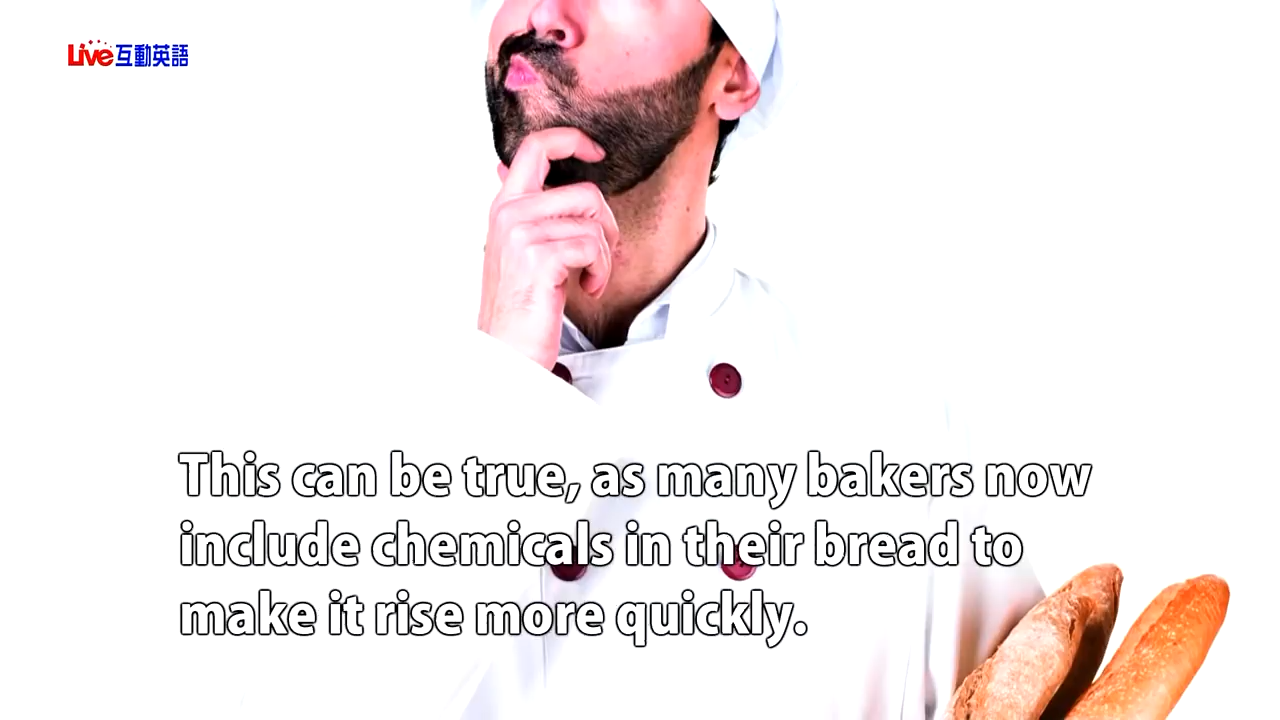 Live互動英語
This can be true, as many bakers now
include chemicals in their bread to
make it rise more quickly.